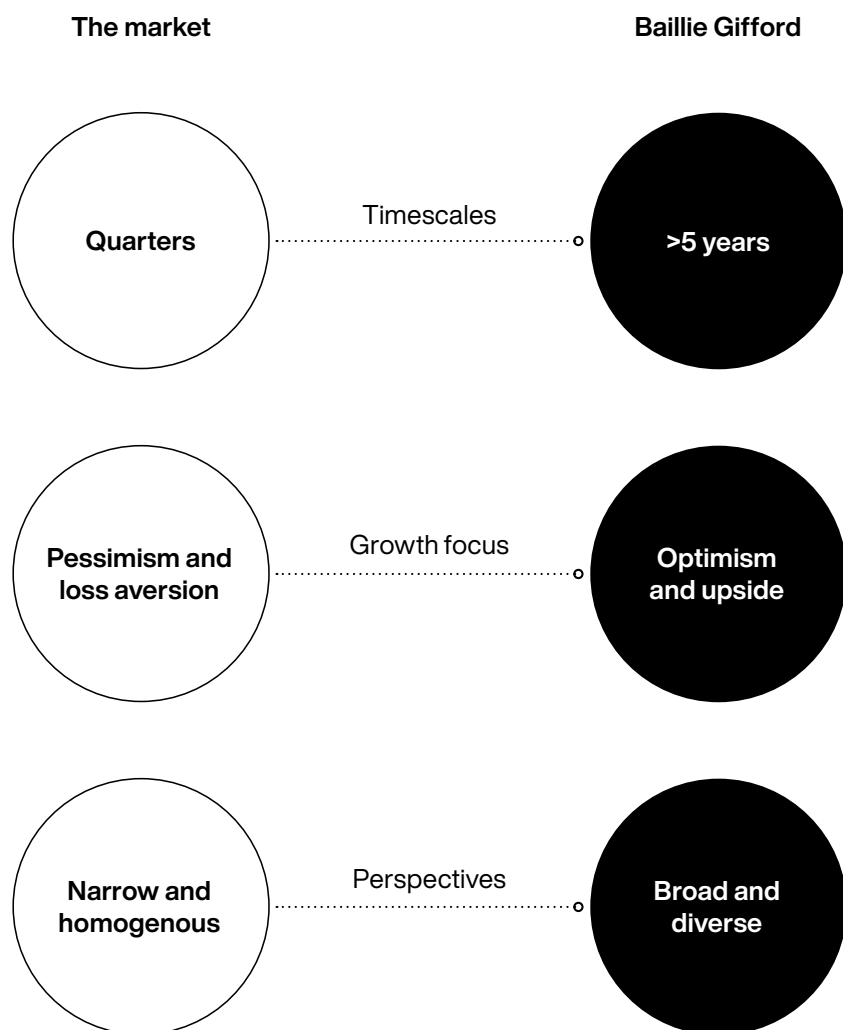 The market
Baillie Gifford
Quarters
Timescales
>5 years
Pessimism and
loss aversion
Growth focus
Optimism
and upside
Narrow and
homogenous
Perspectives
Broad and
diverse